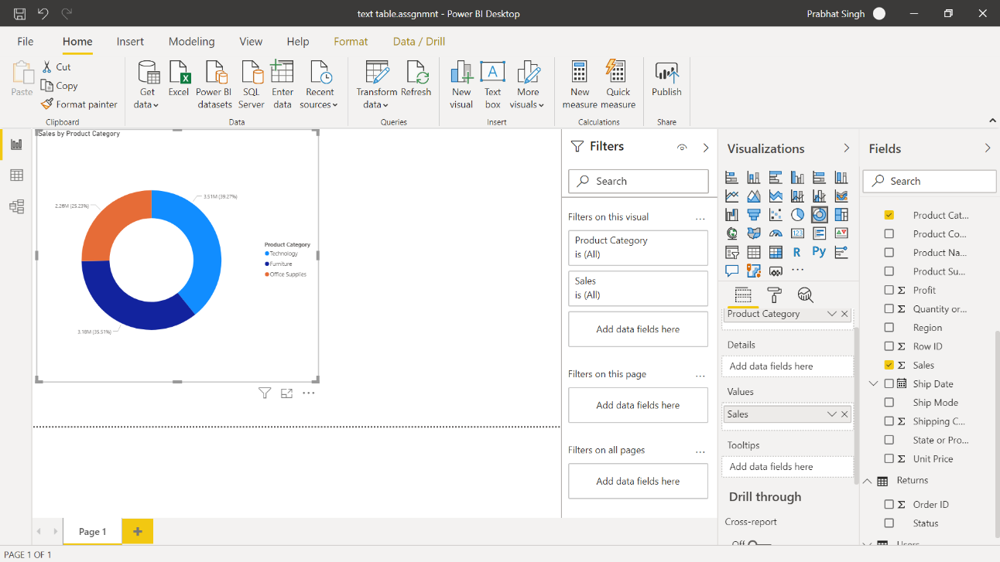 text table.assgnmnt - Power BI Desktop
Prabhat Singh
File Home Insert Modeling View Help Format Data / Drill
Paste
Cut
Copy
Format painter
Clipboard
Get data
Excel
Power BI datasets
SQL Server
Enter data
Recent sources
Data
Transform data
Refresh
Queries
New visual
Text box
More visuals
Insert
New measure
Quick measure
Calculations
Publish
Share
Sales by Product Category
3.51M (39.27%)
2.26M (25.23%)
3.18M (35.51%)
Product Category
Technology
Furniture
Office Supplies
Filters
Search
Filters on this visual
...
Product Category
is (All)
Sales
is (All)
Add data fields here
Filters on this page
...
Add data fields here
Filters on all pages
...
Add data fields here
Visualizations
123
R
Py
...
Product Category
Details
Add data fields here
Values
Sales
Tooltips
Add data fields here
Drill through
Cross-report
Off
Fields
Search
Product Cat...
Product Co...
Product Na...
Product Su...
Σ Profit
Σ Quantity or...
Region
Σ Row ID
Σ Sales
Ship Date
Ship Mode
Σ Shipping C...
State or Pro...
Σ Unit Price
Returns
Σ Order ID
Status
Users
Page 1
PAGE 1 OF 1